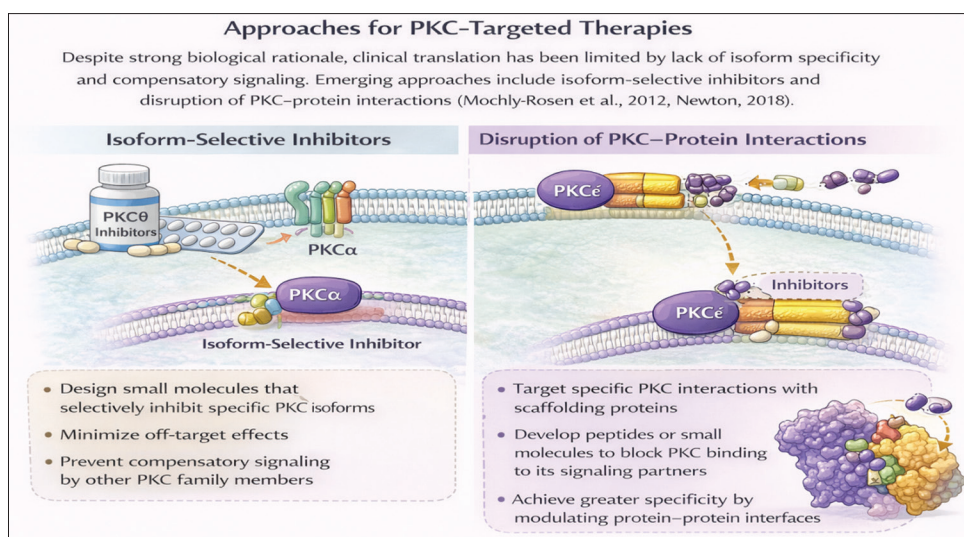 Approaches for PKC-Targeted Therapies
Despite strong biological rationale, clinical translation has been limited by lack of isoform specificity
and compensatory signaling. Emerging approaches include isoform-selective inhibitors and
disruption of PKC–protein interactions (Mochly-Rosen et al., 2012, Newton, 2018).
Isoform-Selective Inhibitors
PKCθ
Inhibitors
PKCα
PKCα
Isoform-Selective Inhibitor
• Design small molecules that
selectively inhibit specific PKC isoforms
• Minimize off-target effects
• Prevent compensatory signaling
by other PKC family members
Disruption of PKC–Protein Interactions
PKCé
Inhibitors
PKCé
• Target specific PKC interactions with
scaffolding proteins
• Develop peptides or small
molecules to block PKC binding
to its signaling partners
• Achieve greater specificity by
modulating protein–protein interfaces